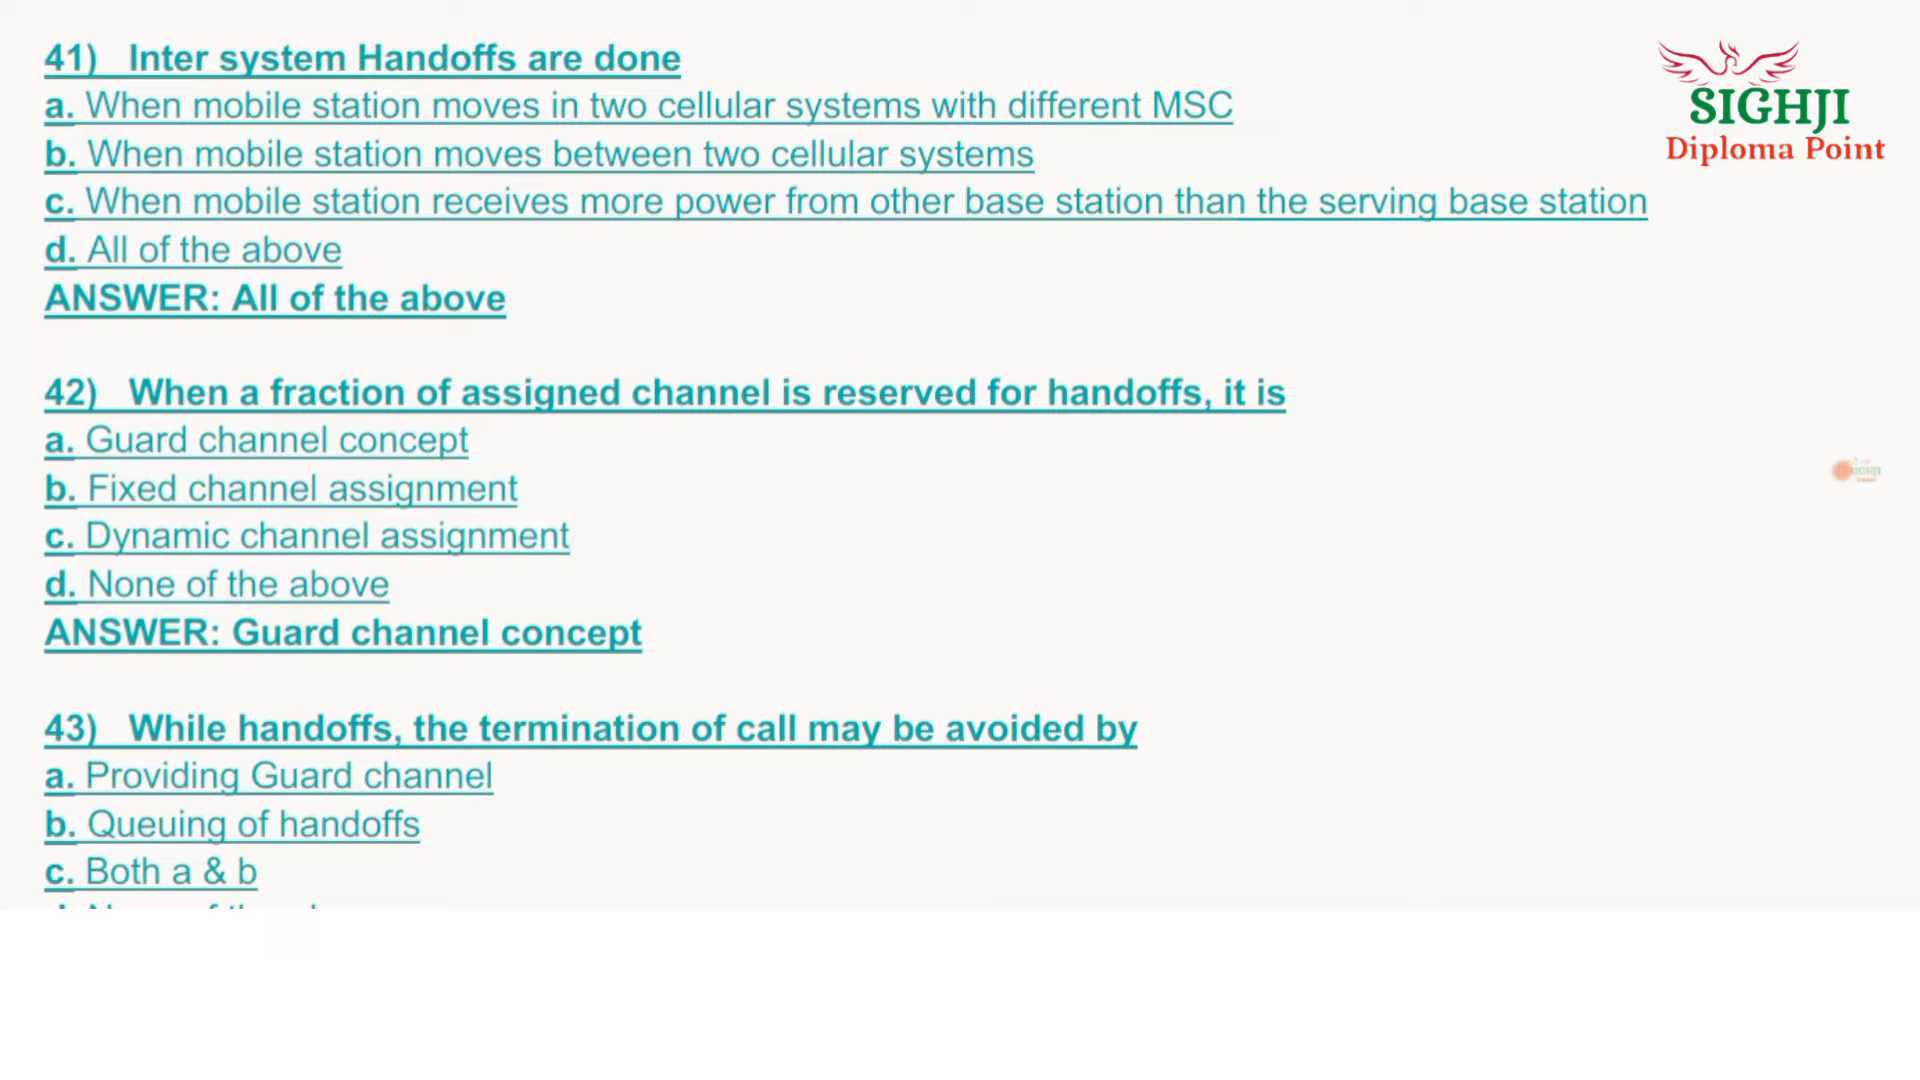 41)   Inter system Handoffs are done
a. When mobile station moves in two cellular systems with different MSC
b. When mobile station moves between two cellular systems
c. When mobile station receives more power from other base station than the serving base station
d. All of the above
ANSWER: All of the above
42)   When a fraction of assigned channel is reserved for handoffs, it is
a. Guard channel concept
b. Fixed channel assignment
c. Dynamic channel assignment
d. None of the above
ANSWER: Guard channel concept
43)   While handoffs, the termination of call may be avoided by
a. Providing Guard channel
b. Queuing of handoffs
c. Both a & b
SIGHJI
Diploma Point